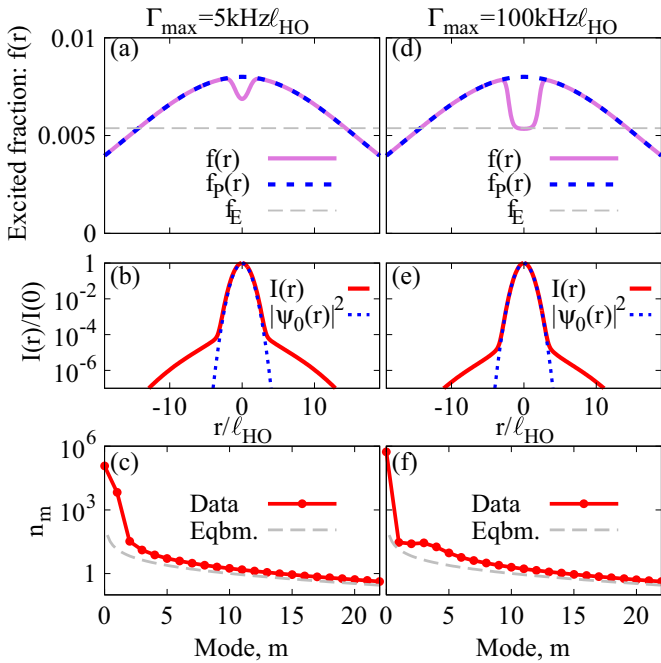 Γmax=5kHzℓHO
Γmax=100kHzℓHO
Excited fraction: f(r)
0.01
0.005
0
(a)
f(r)
fP(r)
fE
(d)
f(r)
fP(r)
fE
I(r)/I(0)
1
10-2
10-4
10-6
(b)
I(r)
|ψ0(r)|2
(e)
I(r)
|ψ0(r)|2
-10 0 10
r/ℓHO
-10 0 10
r/ℓHO
nm
106
103
1
(c)
Data
Eqbm.
(f)
Data
Eqbm.
0 5 10 15 20
Mode, m
0 5 10 15 20
Mode, m